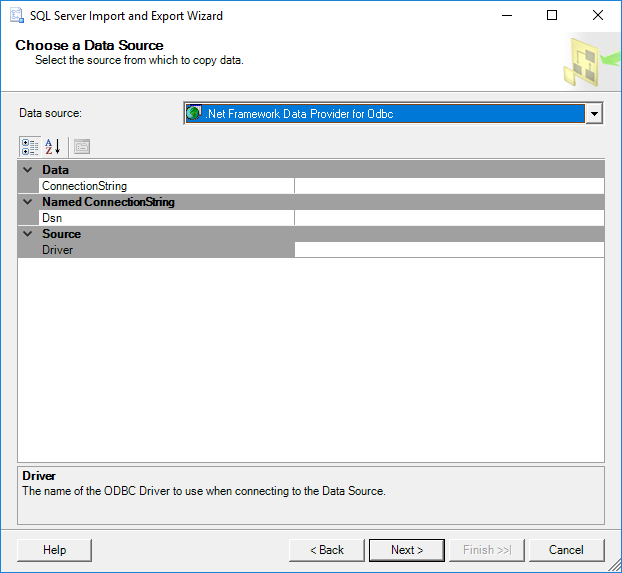 SQL Server Import and Export Wizard
Choose a Data Source
Select the source from which to copy data.
Data source:
.Net Framework Data Provider for Odbc
A
Z
Data
ConnectionString
Named ConnectionString
Dsn
Source
Driver
Driver
The name of the ODBC Driver to use when connecting to the Data Source.
Help
< Back
Next >
Finish >>|
Cancel